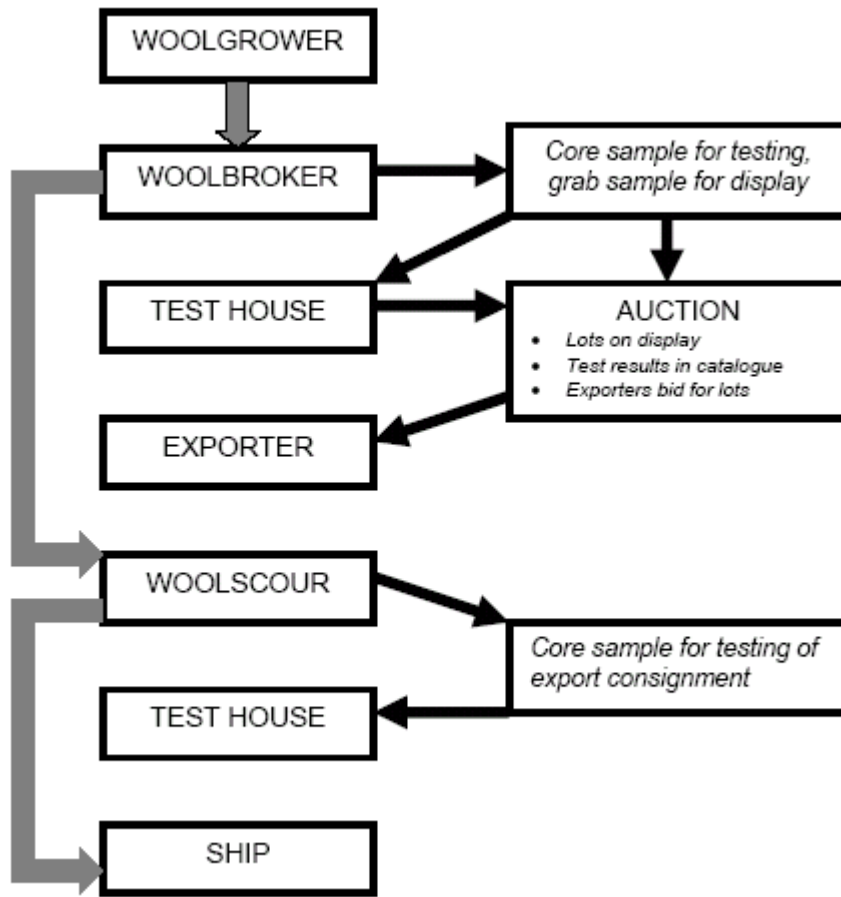 WOOLGROWER
WOOLBROKER
Core sample for testing,
grab sample for display
TEST HOUSE
AUCTION
• Lots on display
• Test results in catalogue
• Exporters bid for lots
EXPORTER
WOOLSCOUR
Core sample for testing of
export consignment
TEST HOUSE
SHIP